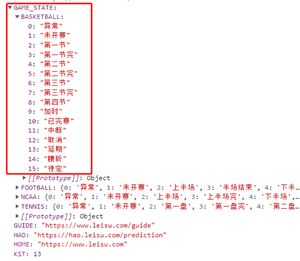 ▼ GAME_STATE:
▼ BASKETBALL:
0: "异常"
1: "未开赛"
2: "第一节"
3: "第一节完"
4: "第二节"
5: "第二节完"
6: "第三节"
7: "第三节完"
8: "第四节"
9: "加时"
10: "已完赛"
11: "中断"
12: "取消"
13: "延期"
14: "腰斩"
15: "待定"
▶ [[Prototype]]: Object
▶ FOOTBALL: {0: '异常', 1: '未开赛', 2: '上半场', 3: '半场结束', 4: '下半
▶ NCAA: {0: '异常', 1: '未开赛', 2: '上半场', 3: '上半场完', 4: '下半场'
▶ TENNIS: {0: '异常', 1: '未开赛', 2: '第一盘', 3: '第一盘完', 4: '第二盘
▶ [[Prototype]]: Object
GUIDE: "https://www.leisu.com/guide"
HAO: "https://hao.leisu.com/prediction"
HOME: "https://www.leisu.com"
KST: 13